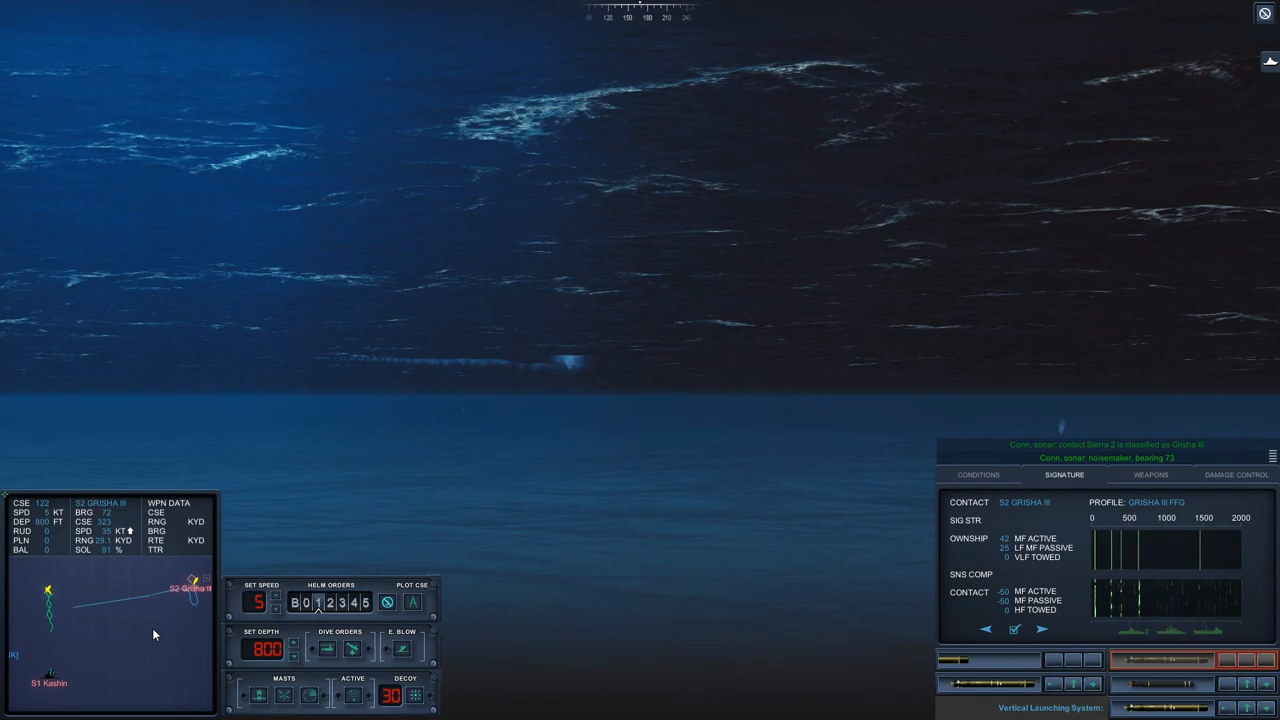 90 120 150 180 210 240
Conn, sonar: contact Sierra 2 is classified as Grisha III
Conn, sonar: noisemaker, bearing 73
CONDITIONS SIGNATURE WEAPONS DAMAGE CONTROL
CONTACT S2 GRISHA III PROFILE: GRISHA III FFG
SIG STR 0 500 1000 1500 2000
OWNSHIP 42 MF ACTIVE
25 LF MF PASSIVE
0 VLF TOWED
SNS COMP
CONTACT -50 MF ACTIVE
-50 MF PASSIVE
0 HF TOWED
Vertical Launching System:
CSE 122 S2 GRISHA III WPN DATA
SPD 5 KT BRG 72 CSE
DEP 800 FT CSE 323 RNG KYD
RUD 0 SPD 35 KT BRG
PLN 0 RNG 29.1 KYD RTE KYD
BAL 0 SOL 91 % TTR
S2 Grisha II
S1 Kashin
SET SPEED HELM ORDERS PLOT CSE
5 B 0 1 2 3 4 5
SET DEPTH DIVE ORDERS E. BLOW
800
MASTS ACTIVE DECOY
30